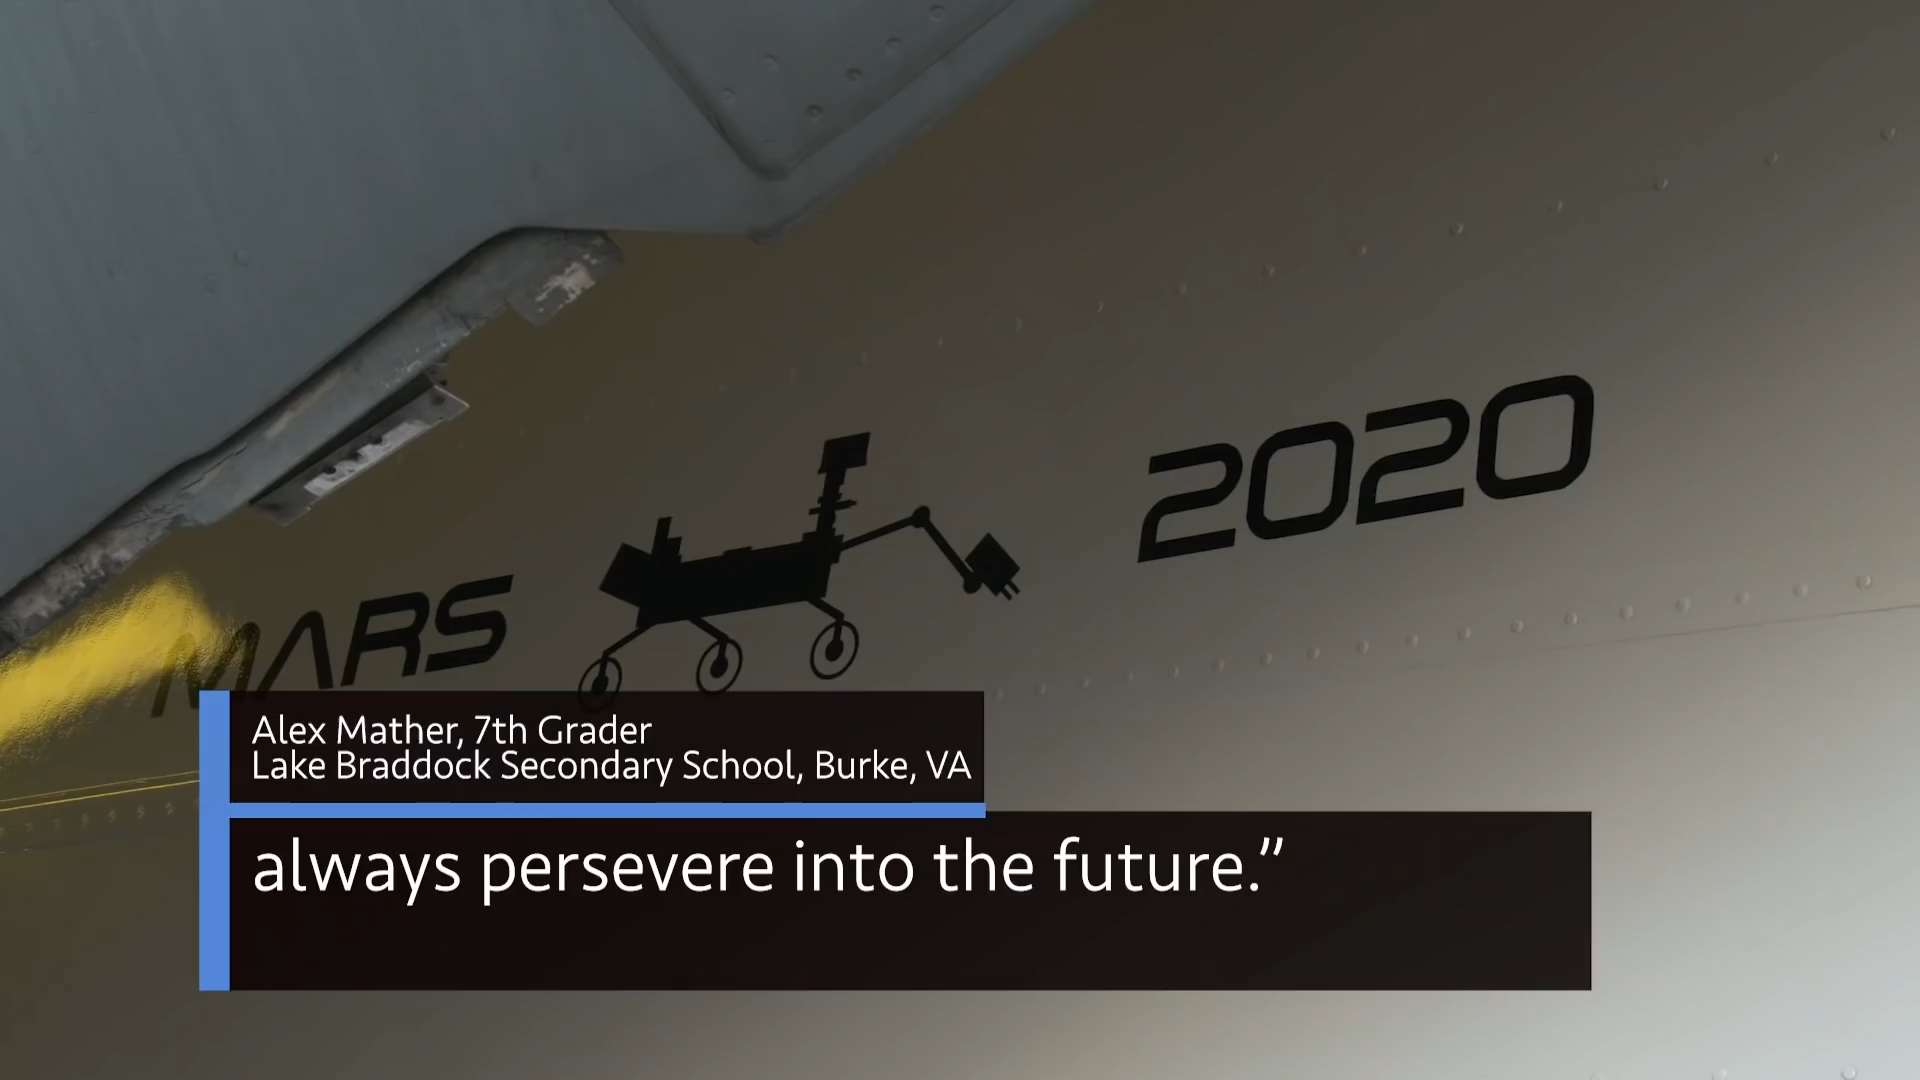 MARS 2020
Alex Mather, 7th Grader
Lake Braddock Secondary School, Burke, VA
always persevere into the future.”